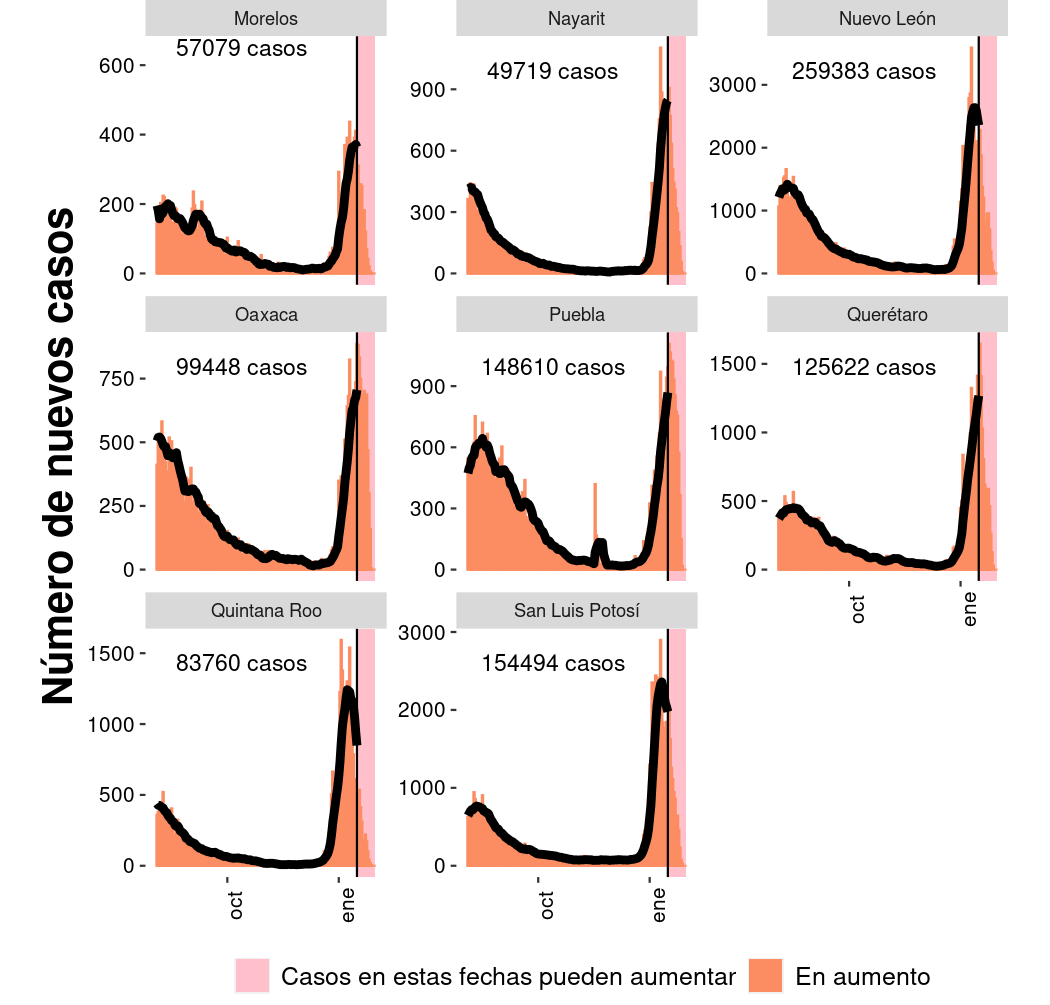 Número de nuevos casos
Morelos
57079 casos
600
400
200
0
Nayarit
49719 casos
900
600
300
0
Nuevo León
259383 casos
3000
2000
1000
0
Oaxaca
99448 casos
750
500
250
0
Puebla
148610 casos
900
600
300
0
Querétaro
125622 casos
1500
1000
500
0
oct
ene
Quintana Roo
83760 casos
1500
1000
500
0
oct
ene
San Luis Potosí
154494 casos
3000
2000
1000
0
oct
ene
Casos en estas fechas pueden aumentar
En aumento